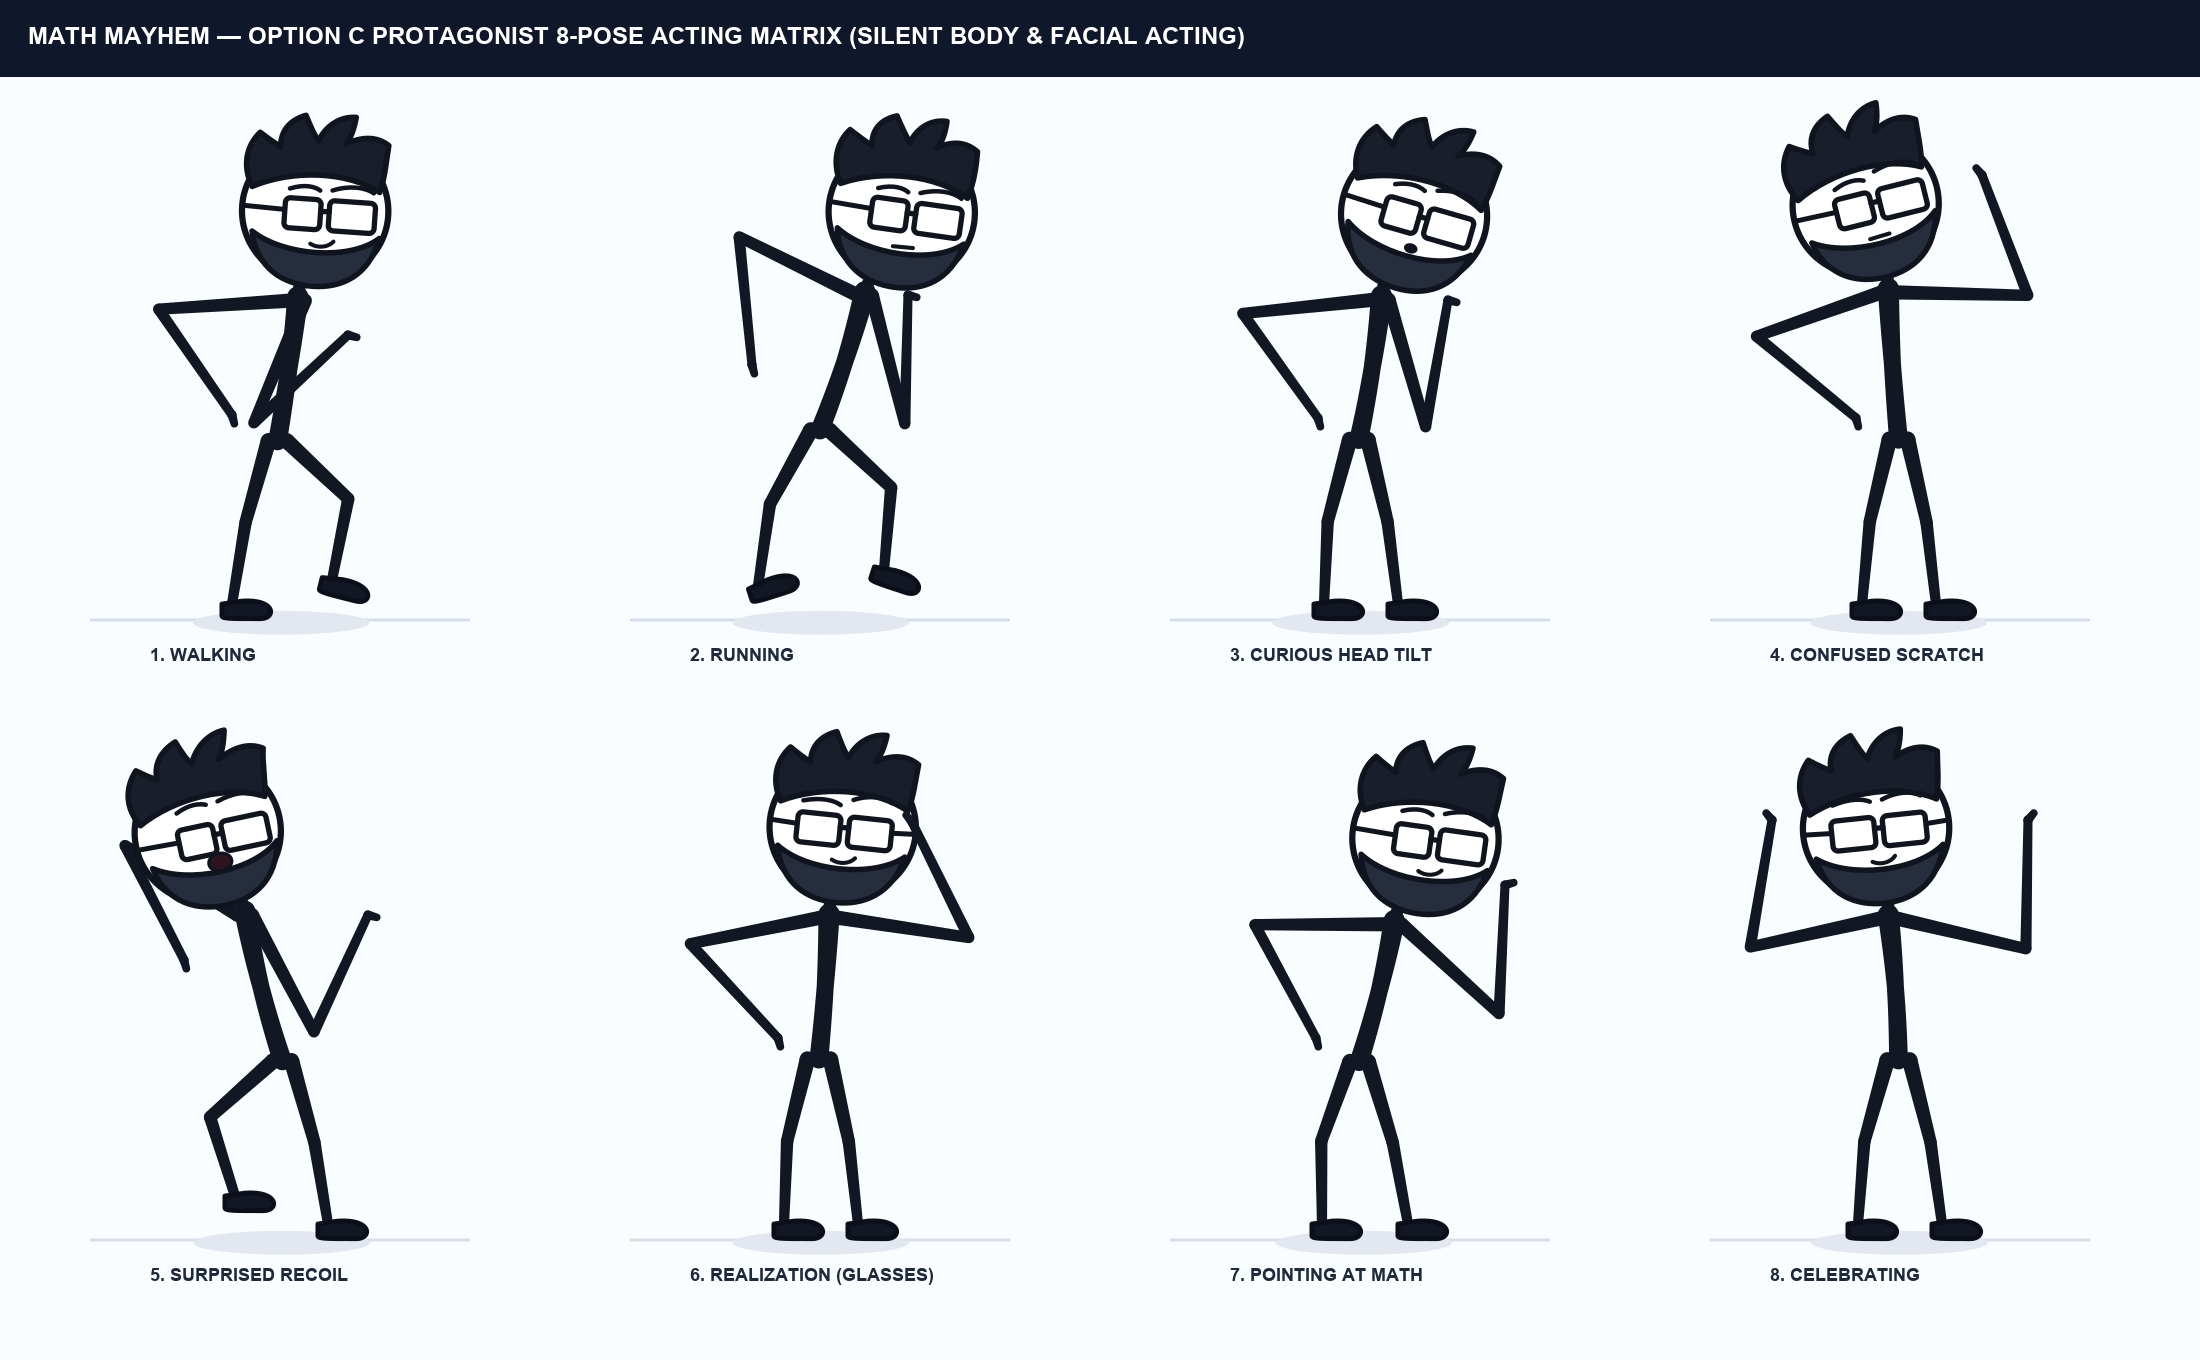 MATH MAYHEM — OPTION C PROTAGONIST 8-POSE ACTING MATRIX (SILENT BODY & FACIAL ACTING)
1. WALKING
2. RUNNING
3. CURIOUS HEAD TILT
4. CONFUSED SCRATCH
5. SURPRISED RECOIL
6. REALIZATION (GLASSES)
7. POINTING AT MATH
8. CELEBRATING